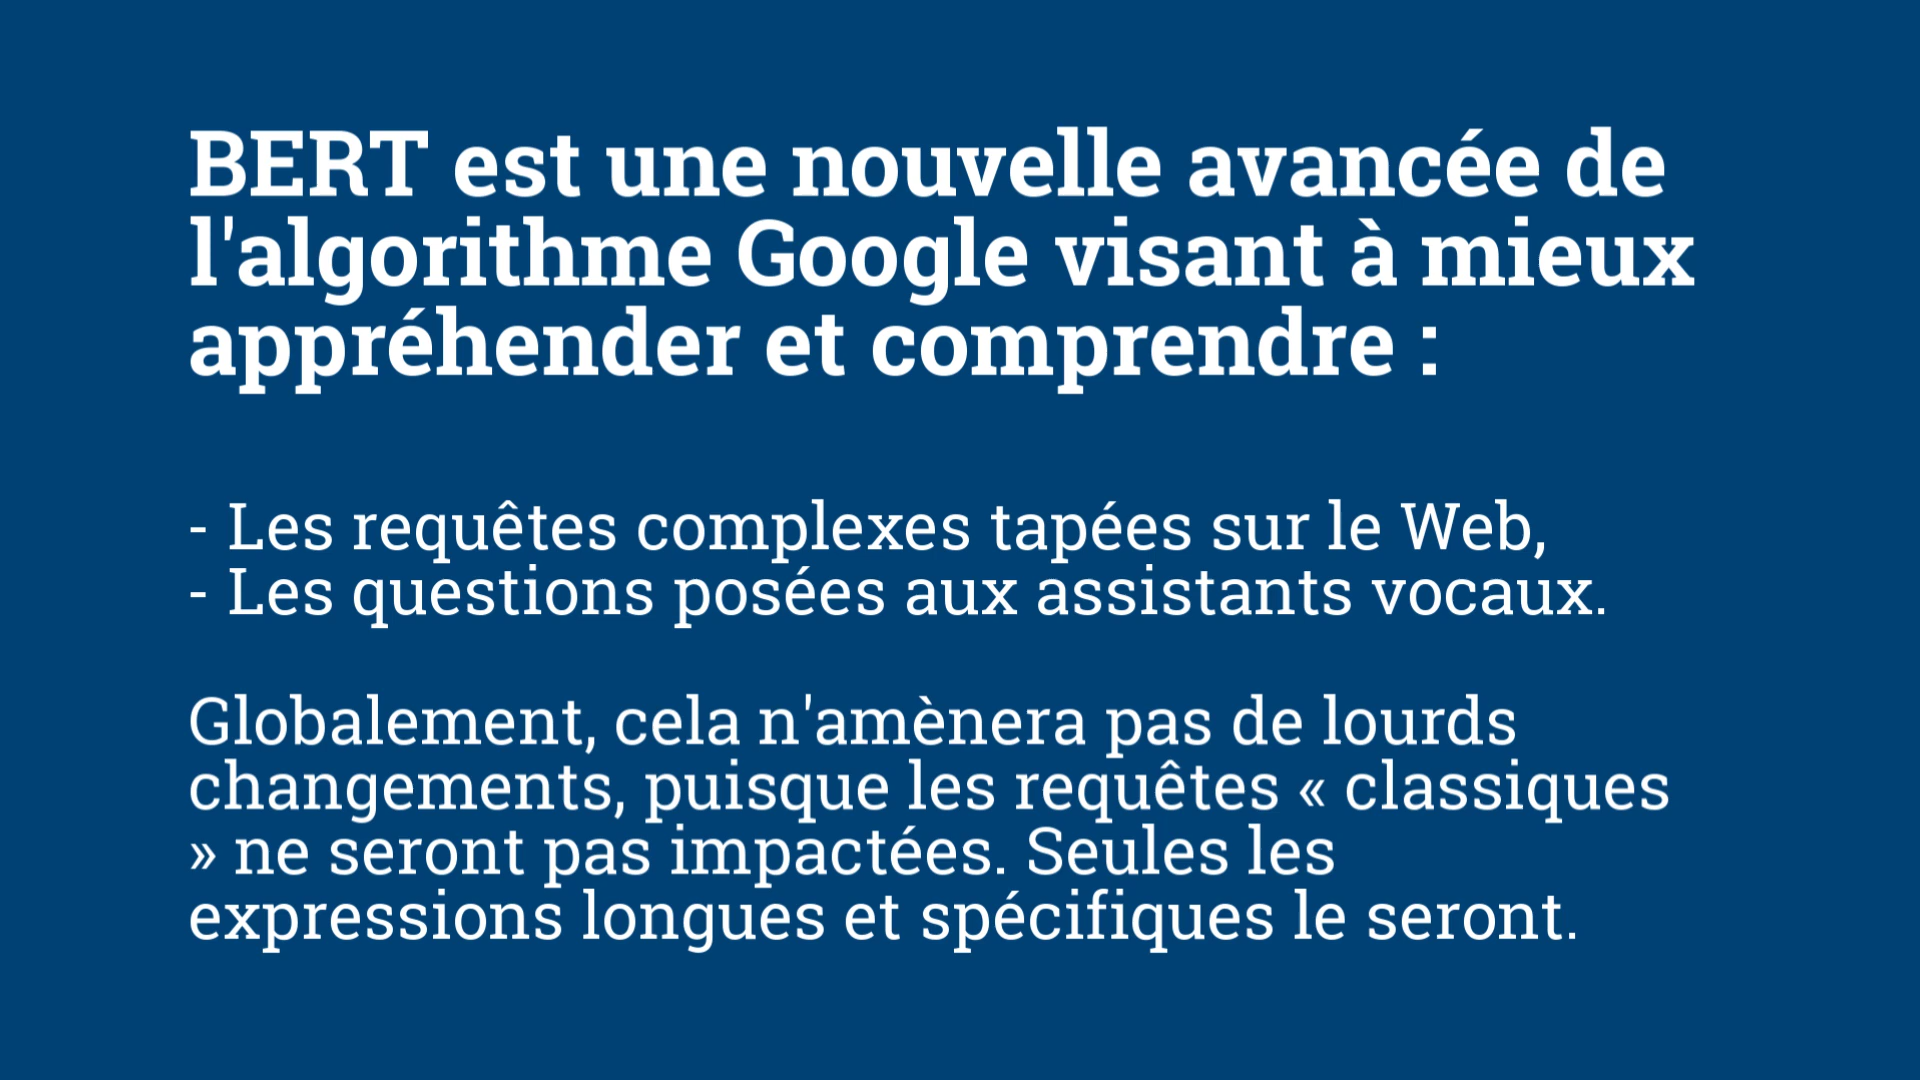 BERT est une nouvelle avancée de
l'algorithme Google visant à mieux
appréhender et comprendre :
- Les requêtes complexes tapées sur le Web,
- Les questions posées aux assistants vocaux.
Globalement, cela n'amènera pas de lourds
changements, puisque les requêtes « classiques
» ne seront pas impactées. Seules les
expressions longues et spécifiques le seront.